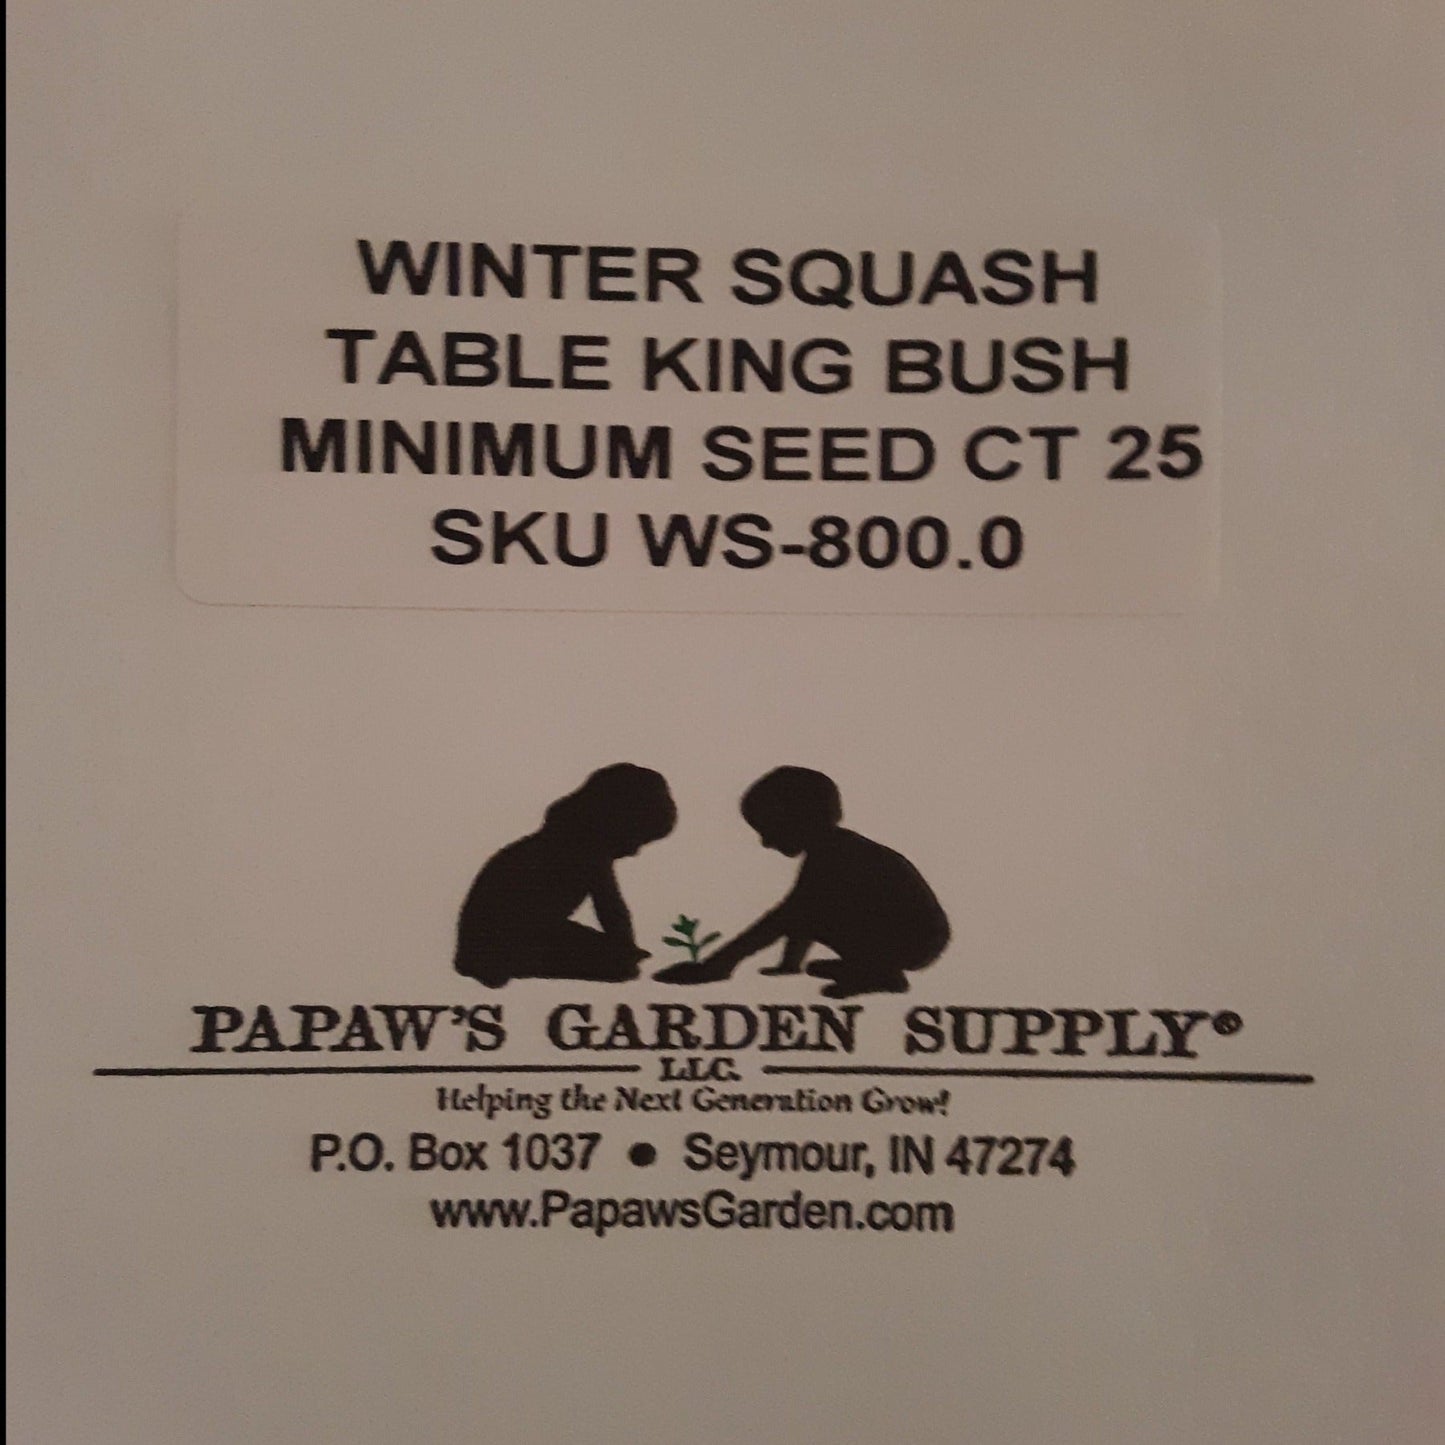 WINTER SQUASH
TABLE KING BUSH
MINIMUM SEED CT 25
SKU WS-800.0
PAPAW'S GARDEN SUPPLY®
LLC.
Helping the Next Generation Grow!
P.O. Box 1037 • Seymour, IN 47274
www.PapawsGarden.com